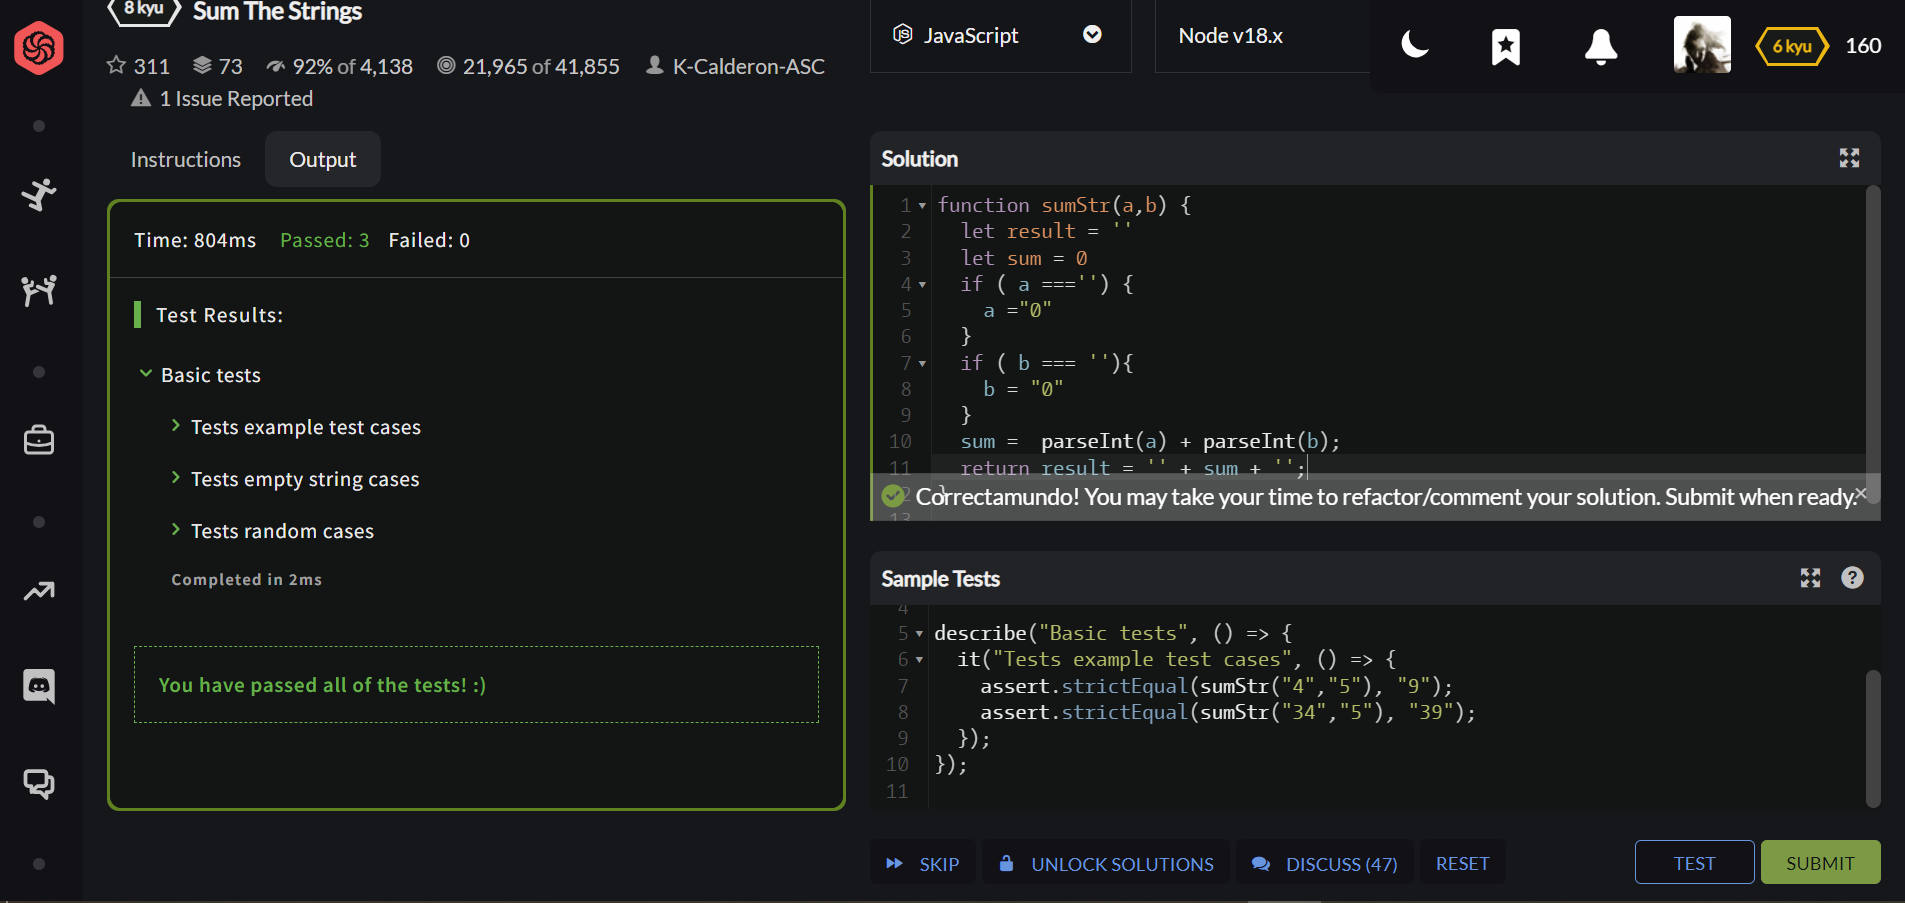 8 kyu Sum The Strings
311 73 92% of 4,138 21,965 of 41,855 K-Calderon-ASC
1 Issue Reported
JavaScript
Node v18.x
6 kyu 160
Instructions Output
Time: 804ms Passed: 3 Failed: 0
Test Results:
Basic tests
Tests example test cases
Tests empty string cases
Tests random cases
Completed in 2ms
You have passed all of the tests! :)
Solution
1 function sumStr(a,b) {
2 let result = ''
3 let sum = 0
4 if ( a ==='') {
5 a ="0"
6 }
7 if ( b === ''){
8 b = "0"
9 }
10 sum =  parseInt(a) + parseInt(b);
11 return result = '' + sum + '';
12 }
Correctamundo! You may take your time to refactor/comment your solution. Submit when ready.
13
Sample Tests
4
5 describe("Basic tests", () => {
6 it("Tests example test cases", () => {
7 assert.strictEqual(sumStr("4","5"), "9");
8 assert.strictEqual(sumStr("34","5"), "39");
9 });
10 });
11
SKIP UNLOCK SOLUTIONS DISCUSS (47) RESET TEST SUBMIT